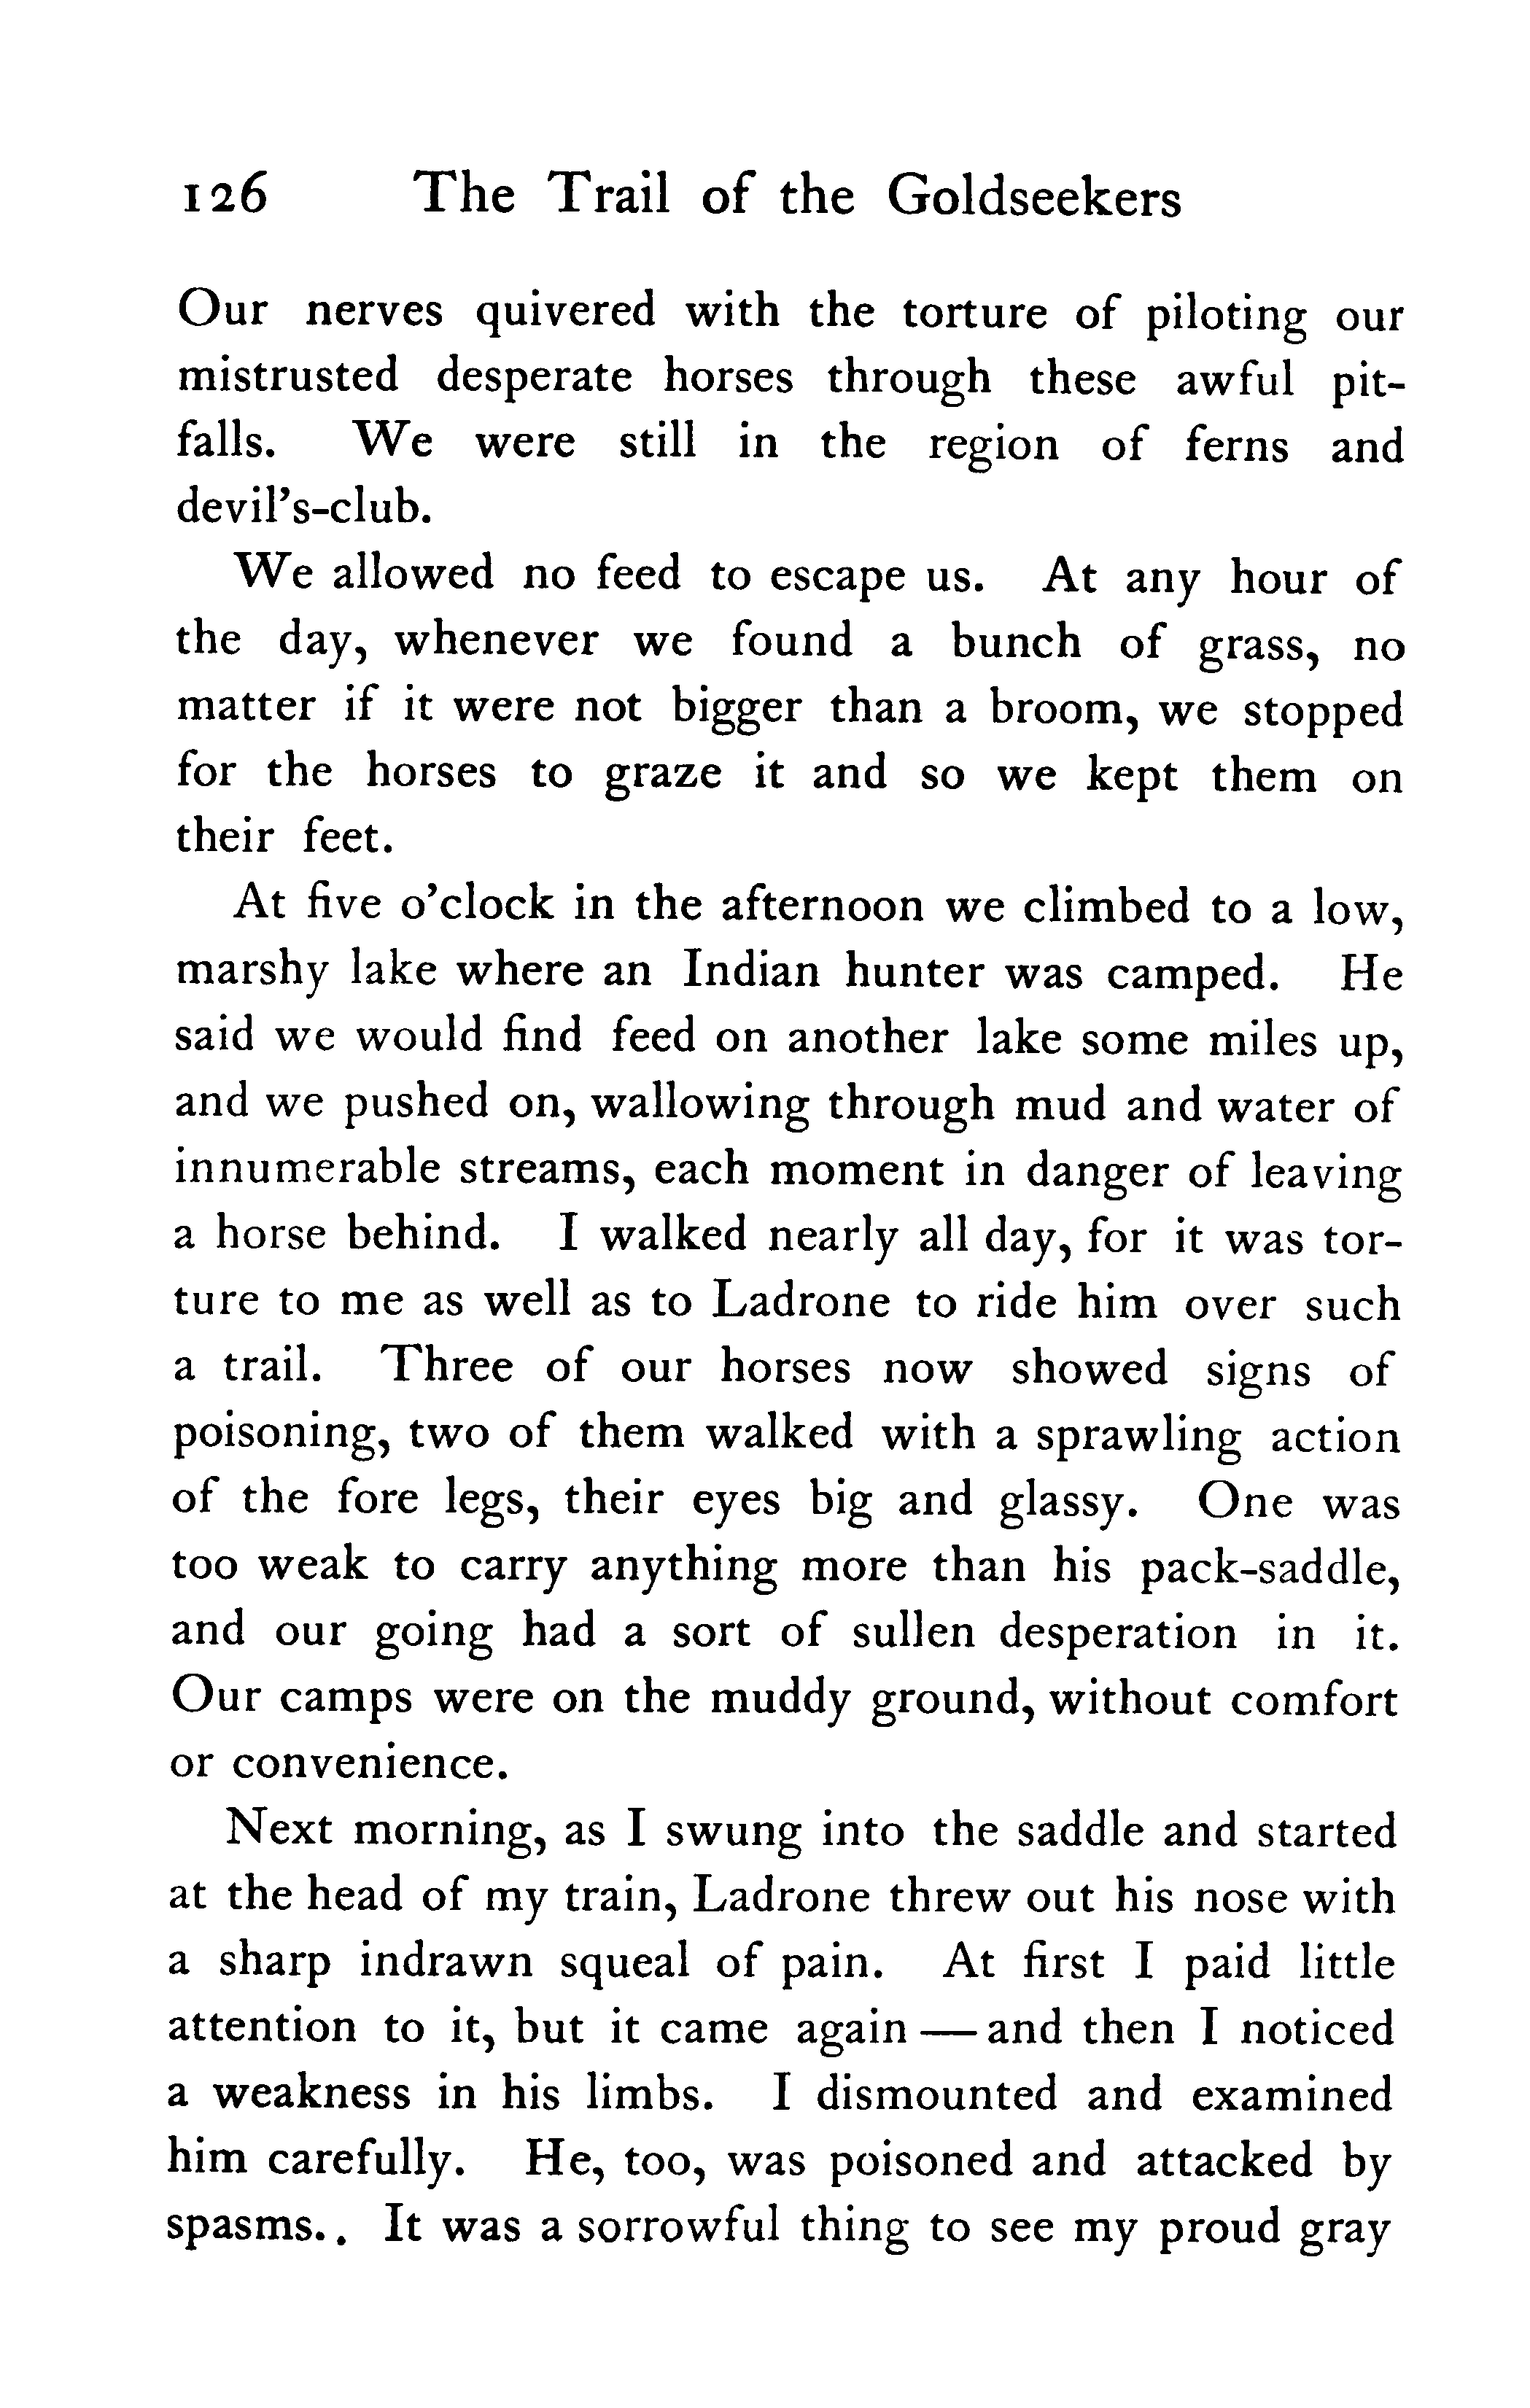 126 The Trail of the Goldseekers
Our nerves quivered with the torture of piloting our
mistrusted desperate horses through these awful pit-
falls. We were still in the region of ferns and
devil's-club.
We allowed no feed to escape us. At any hour of
the day, whenever we found a bunch of grass, no
matter if it were not bigger than a broom, we stopped
for the horses to graze it and so we kept them on
their feet.
At five o'clock in the afternoon we climbed to a low,
marshy lake where an Indian hunter was camped. He
said we would find feed on another lake some miles up,
and we pushed on, wallowing through mud and water of
innumerable streams, each moment in danger of leaving
a horse behind. I walked nearly all day, for it was tor-
ture to me as well as to Ladrone to ride him over such
a trail. Three of our horses now showed signs of
poisoning, two of them walked with a sprawling action
of the fore legs, their eyes big and glassy. One was
too weak to carry anything more than his pack-saddle,
and our going had a sort of sullen desperation in it.
Our camps were on the muddy ground, without comfort
or convenience.
Next morning, as I swung into the saddle and started
at the head of my train, Ladrone threw out his nose with
a sharp indrawn squeal of pain. At first I paid little
attention to it, but it came again — and then I noticed
a weakness in his limbs. I dismounted and examined
him carefully. He, too, was poisoned and attacked by
spasms. . It was a sorrowful thing to see my proud gray